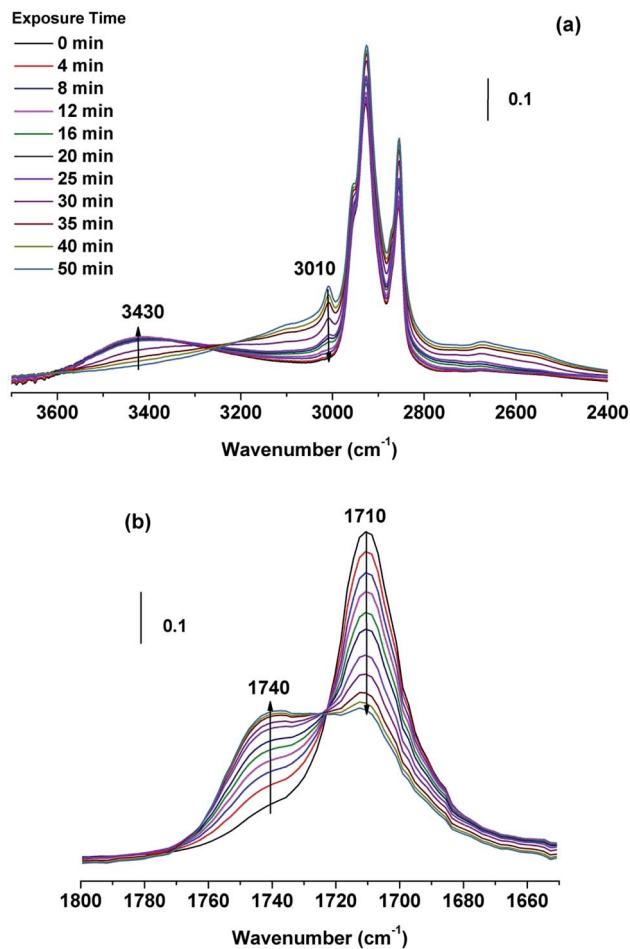 Exposure Time
0 min
4 min
8 min
12 min
16 min
20 min
25 min
30 min
35 min
40 min
50 min
(a)
0.1
3010
3430
3600 3400 3200 3000 2800 2600 2400
Wavenumber (cm-1)
(b)
1710
0.1
1740
1800 1780 1760 1740 1720 1700 1680 1660
Wavenumber (cm-1)